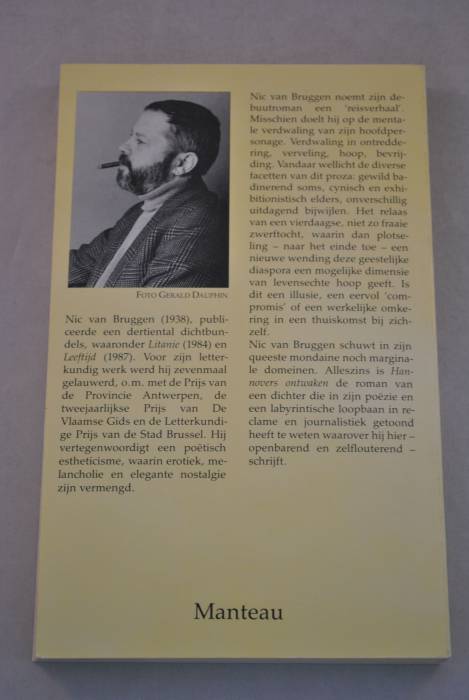 FOTO GERALD DAUPHIN
Nic van Bruggen (1938), publi-
ceerde een dertiental dichtbun-
dels, waaronder Litanie (1984) en
Leeftijd (1987). Voor zijn letter-
kundig werk werd hij zevenmaal
gelauwerd, o.m. met de Prijs van
de Provincie Antwerpen, de
tweejaarlijkse Prijs van De
Vlaamse Gids en de Letterkundi-
ge Prijs van de Stad Brussel. Hij
vertegenwoordigt een poëtisch
estheticisme, waarin erotiek, me-
lancholie en elegante nostalgie
zijn vermengd.
Nic van Bruggen noemt zijn de-
buutroman een 'reisverhaal'.
Misschien doelt hij op de menta-
le verdwaling van zijn hoofdper-
sonage. Verdwaling in ontredde-
ring, verveling, hoop, bevrij-
ding. Vandaar wellicht de diverse
facetten van dit proza: gewild ba-
dinerend soms, cynisch en exhi-
bitionistisch elders, onverschillig
uitdagend bijwijlen. Het relaas
van een vierdaagse, niet zo fraaie
zwerftocht, waarin dan plotse-
ling – naar het einde toe – een
nieuwe wending deze geestelijke
diaspora een mogelijke dimensie
van levensechte hoop geeft. Is
dit een illusie, een eervol 'com-
promis' of een werkelijke omke-
ring in een thuiskomst bij zich-
zelf.
Nic van Bruggen schuwt in zijn
queeste mondaine noch margina-
le domeinen. Alleszins is Han-
novers ontwaken de roman van
een dichter die in zijn poëzie en
een labyrintische loopbaan in re-
clame en journalistiek getoond
heeft te weten waarover hij hier –
openbarend en zelflouterend –
schrijft.
Manteau